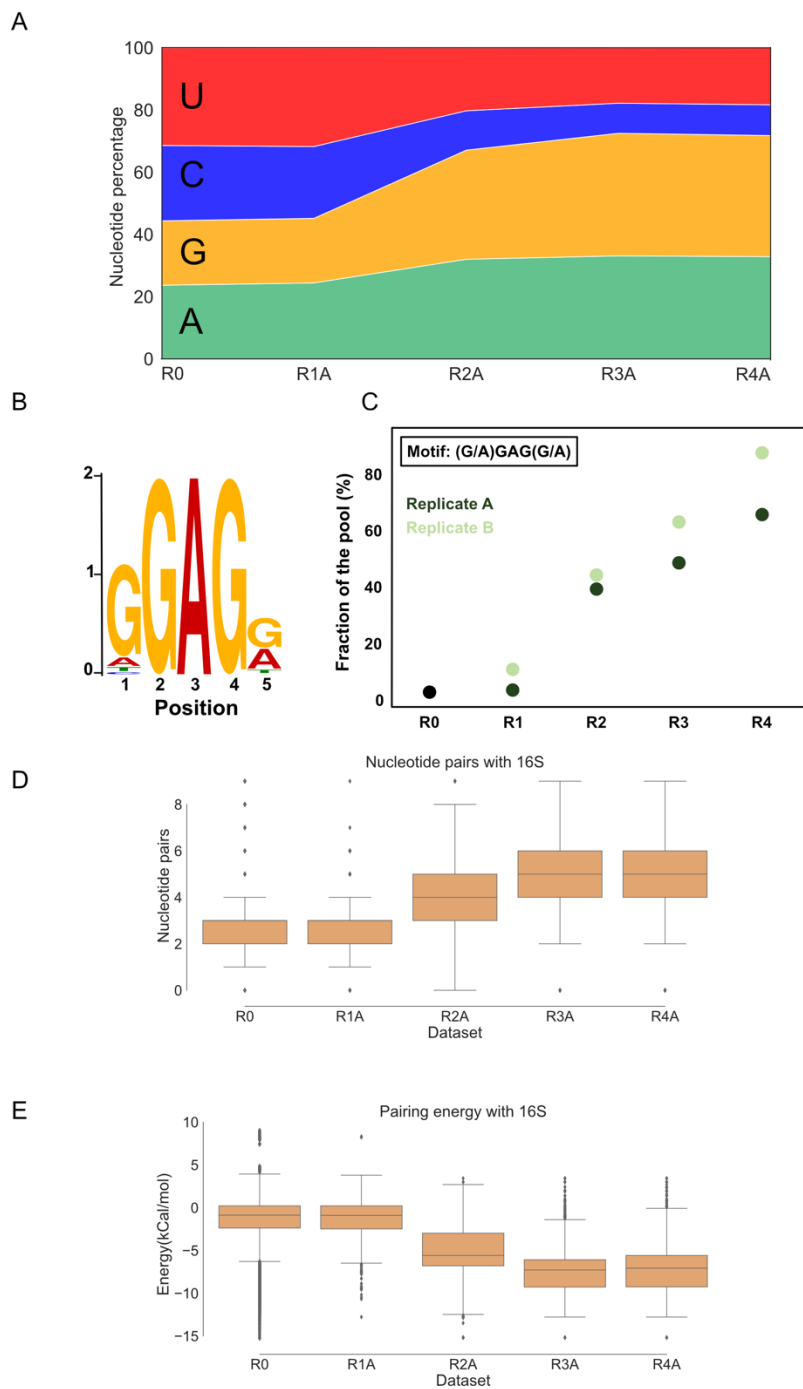 A
100
80
60
40
20
0
Nucleotide percentage
U
C
G
A
R0 R1A R2A R3A R4A
B
2
1
0
G G A G G
A A
T T
C
1 2 3 4 5
Position
C
Motif: (G/A)GAG(G/A)
Replicate A
Replicate B
80
60
40
20
0
Fraction of the pool (%)
R0 R1 R2 R3 R4
D
Nucleotide pairs with 16S
8
6
4
2
0
Nucleotide pairs
R0 R1A R2A R3A R4A
Dataset
E
Pairing energy with 16S
10
5
0
−5
−10
−15
Energy(kCal/mol)
R0 R1A R2A R3A R4A
Dataset